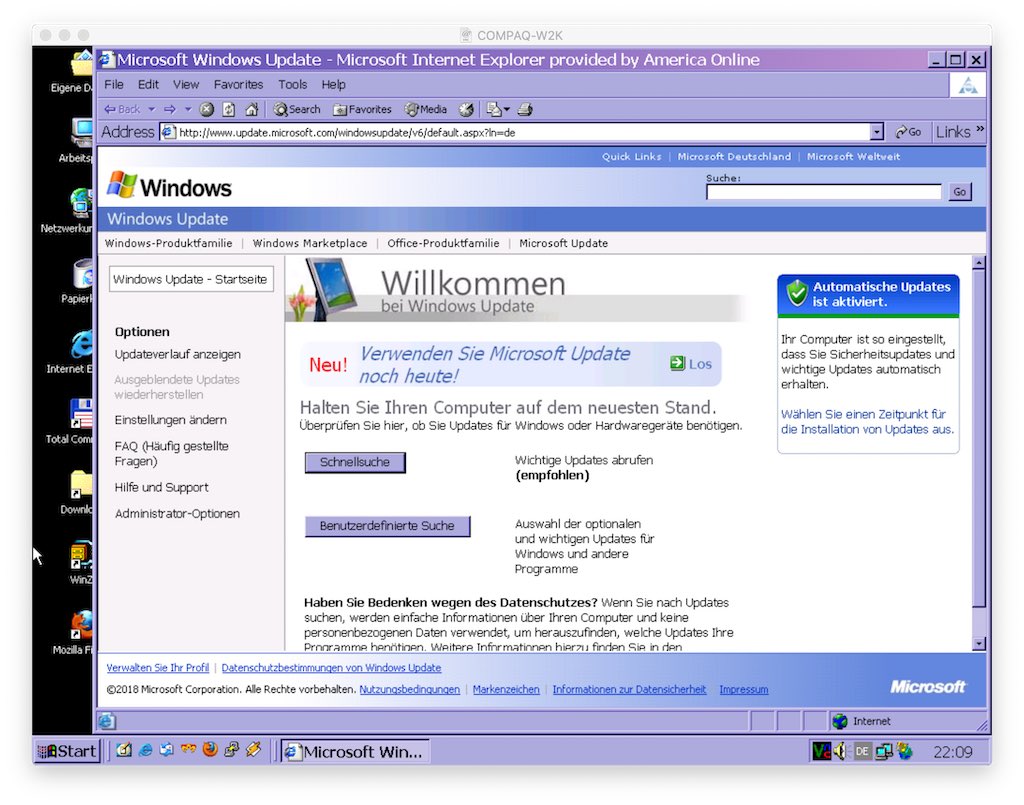 COMPAQ-W2K
Microsoft Windows Update - Microsoft Internet Explorer provided by America Online
File Edit View Favorites Tools Help
Back Search Favorites Media
Address http://www.update.microsoft.com/windowsupdate/v6/default.aspx?ln=de Go Links »
Quick Links | Microsoft Deutschland | Microsoft Weltweit
Windows
Suche:
Go
Windows Update
Windows-Produktfamilie | Windows Marketplace | Office-Produktfamilie | Microsoft Update
Windows Update - Startseite
Optionen
Updateverlauf anzeigen
Ausgeblendete Updates
wiederherstellen
Einstellungen ändern
FAQ (Häufig gestellte
Fragen)
Hilfe und Support
Administrator-Optionen
Willkommen
bei Windows Update
Neu! Verwenden Sie Microsoft Update
noch heute!
Los
Halten Sie Ihren Computer auf dem neuesten Stand.
Überprüfen Sie hier, ob Sie Updates für Windows oder Hardwaregeräte benötigen.
Schnellsuche
Wichtige Updates abrufen
(empfohlen)
Benutzerdefinierte Suche
Auswahl der optionalen
und wichtigen Updates für
Windows und andere
Programme
Haben Sie Bedenken wegen des Datenschutzes? Wenn Sie nach Updates
suchen, werden einfache Informationen über Ihren Computer und keine
personenbezogenen Daten verwendet, um herauszufinden, welche Updates Ihre
Programme benötigen. Weitere Informationen hierzu finden Sie in den
Automatische Updates
ist aktiviert.
Ihr Computer ist so eingestellt,
dass Sie Sicherheitsupdates und
wichtige Updates automatisch
erhalten.
Wählen Sie einen Zeitpunkt für
die Installation von Updates aus.
Verwalten Sie Ihr Profil | Datenschutzbestimmungen von Windows Update
©2018 Microsoft Corporation. Alle Rechte vorbehalten. Nutzungsbedingungen | Markenzeichen | Informationen zur Datensicherheit Impressum
Microsoft
Internet
Eigene D
Arbeits
Netzwerku
Papier
Internet E
Total Com
Downl
WinZ
Mozilla F
Start
Microsoft Win...
DE
22:09